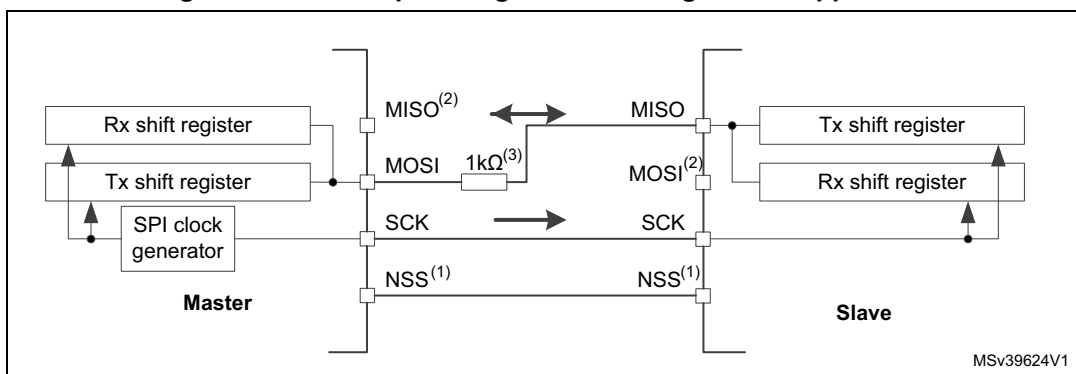 MISO(2)
MISO
Rx shift register
Tx shift register
MOSI
1kΩ(3)
MOSI(2)
Tx shift register
Rx shift register
SPI clock
generator
SCK
SCK
NSS(1)
NSS(1)
Master
Slave
MSv39624V1